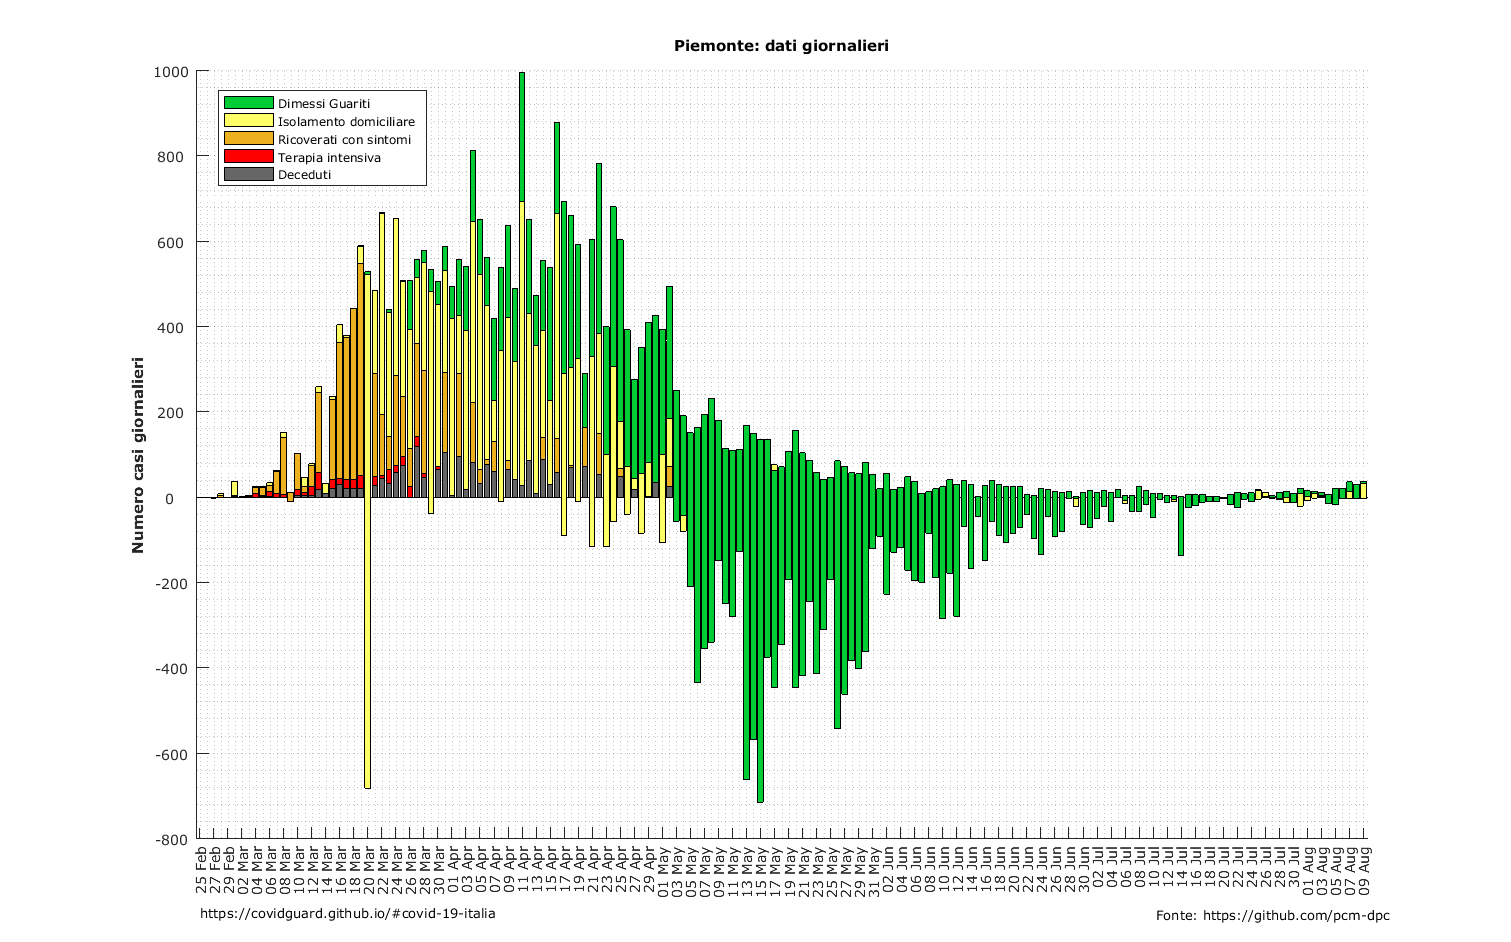 Piemonte: dati giornalieri
1000
800
600
400
200
0
-200
-400
-600
-800
Numero casi giornalieri
Dimessi Guariti
Isolamento domiciliare
Ricoverati con sintomi
Terapia intensiva
Deceduti
25 Feb
27 Feb
29 Feb
02 Mar
04 Mar
06 Mar
08 Mar
10 Mar
12 Mar
14 Mar
16 Mar
18 Mar
20 Mar
22 Mar
24 Mar
26 Mar
28 Mar
30 Mar
01 Apr
03 Apr
05 Apr
07 Apr
09 Apr
11 Apr
13 Apr
15 Apr
17 Apr
19 Apr
21 Apr
23 Apr
25 Apr
27 Apr
29 Apr
01 May
03 May
05 May
07 May
09 May
11 May
13 May
15 May
17 May
19 May
21 May
23 May
25 May
27 May
29 May
31 May
02 Jun
04 Jun
06 Jun
08 Jun
10 Jun
12 Jun
14 Jun
16 Jun
18 Jun
20 Jun
22 Jun
24 Jun
26 Jun
28 Jun
30 Jun
02 Jul
04 Jul
06 Jul
08 Jul
10 Jul
12 Jul
14 Jul
16 Jul
18 Jul
20 Jul
22 Jul
24 Jul
26 Jul
28 Jul
30 Jul
01 Aug
03 Aug
05 Aug
07 Aug
09 Aug
https://covidguard.github.io/#covid-19-italia
Fonte: https://github.com/pcm-dpc